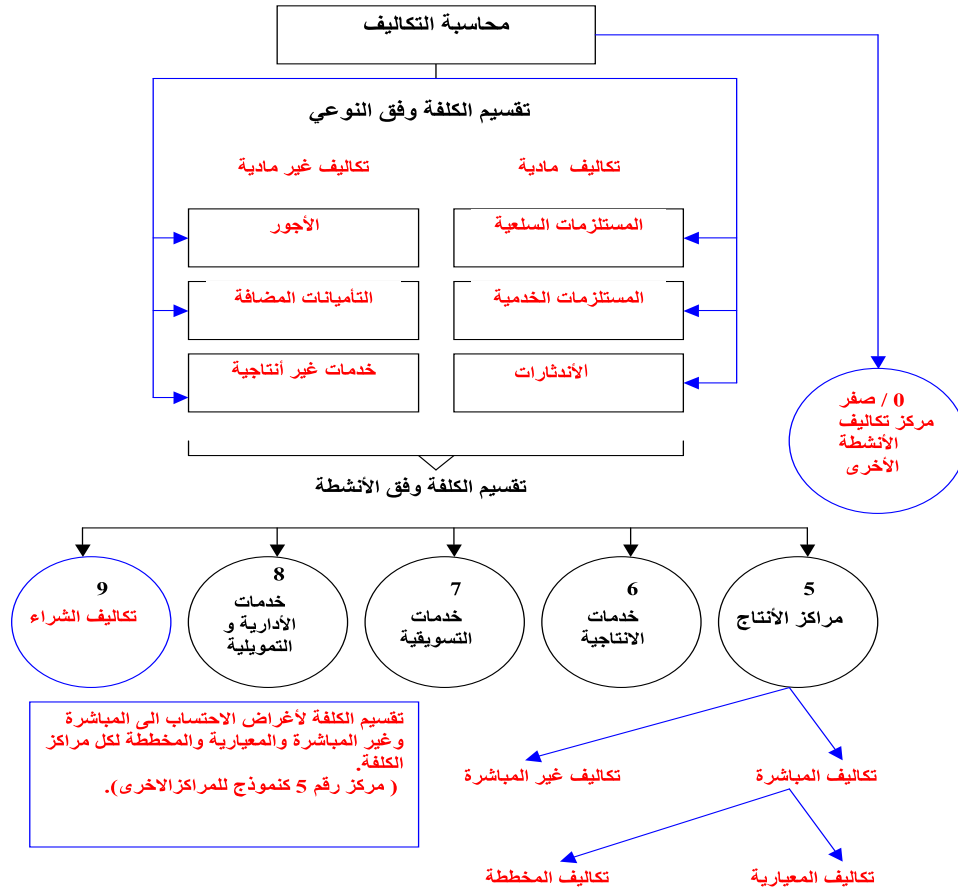 محاسبة التكاليف
تقسيم الكلفة وفق النوعي
تكاليف مادية
تكاليف غير مادية
المستلزمات السلعية
الأجور
المستلزمات الخدمية
التأميانات المضافة
الأندثارات
خدمات غير أنتاجية
0 / صفر
مركز تكاليف
الأنشطة
الأخرى
تقسيم الكلفة وفق الأنشطة
5
مراكز الأنتاج
6
خدمات
الانتاجية
7
خدمات
التسويقية
8
خدمات
الأدارية و
التمويلية
9
تكاليف الشراء
تقسيم الكلفة لأغراض الاحتساب الى المباشرة
وغير المباشرة والمعيارية والمخططة لكل مراكز
الكلفة.
( مركز رقم 5 كنموذج للمراكزالاخرى).
تكاليف المباشرة
تكاليف غير المباشرة
تكاليف المعيارية
تكاليف المخططة